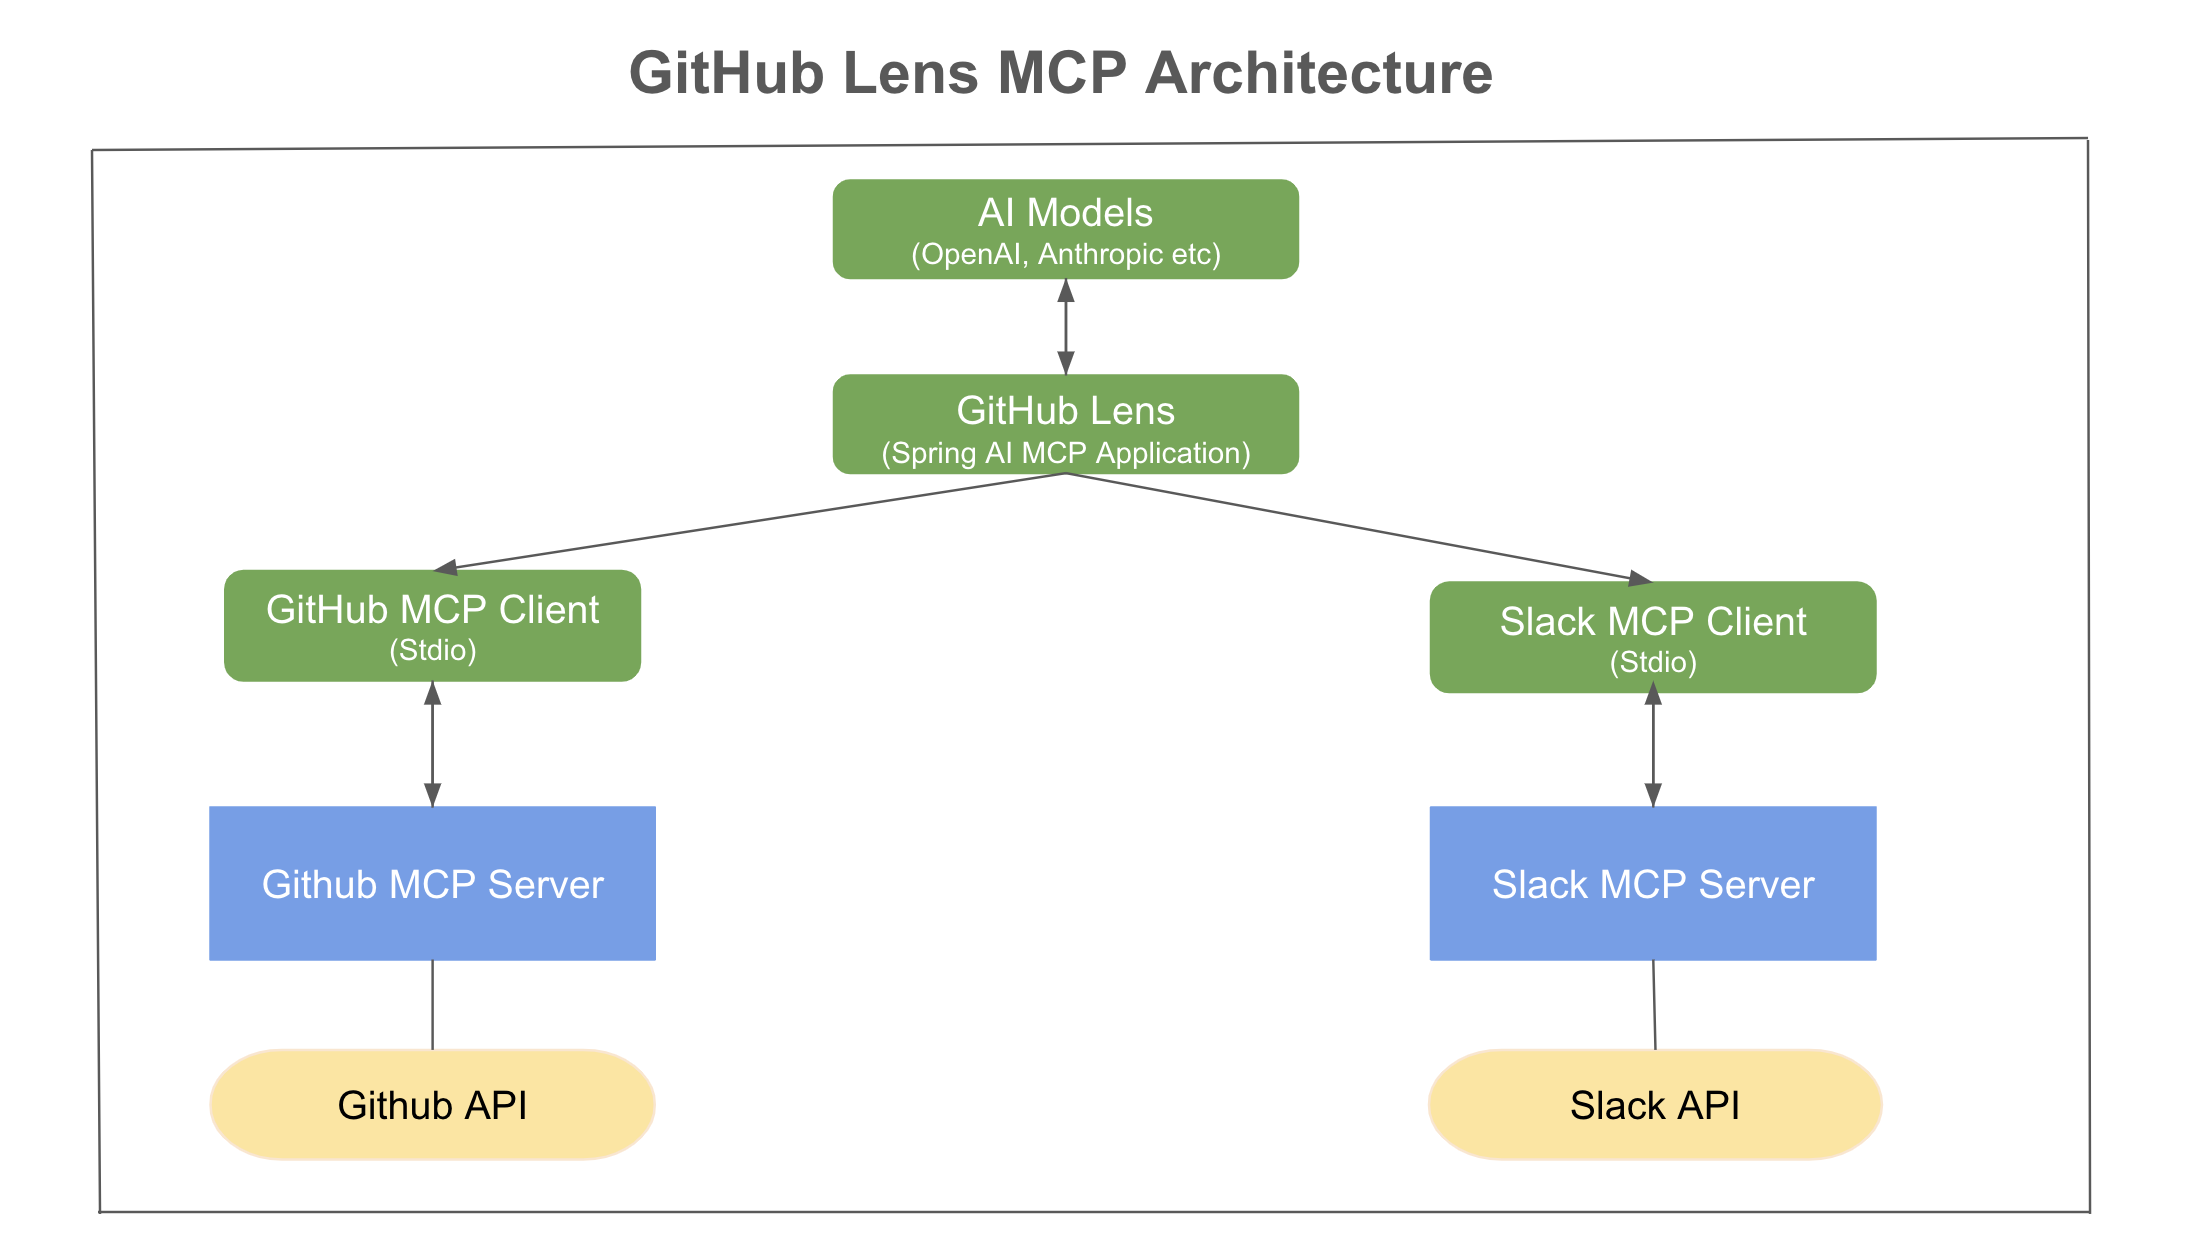 GitHub Lens MCP Architecture
AI Models
(OpenAI, Anthropic etc)
GitHub Lens
(Spring AI MCP Application)
GitHub MCP Client
(Stdio)
Slack MCP Client
(Stdio)
Github MCP Server
Slack MCP Server
Github API
Slack API